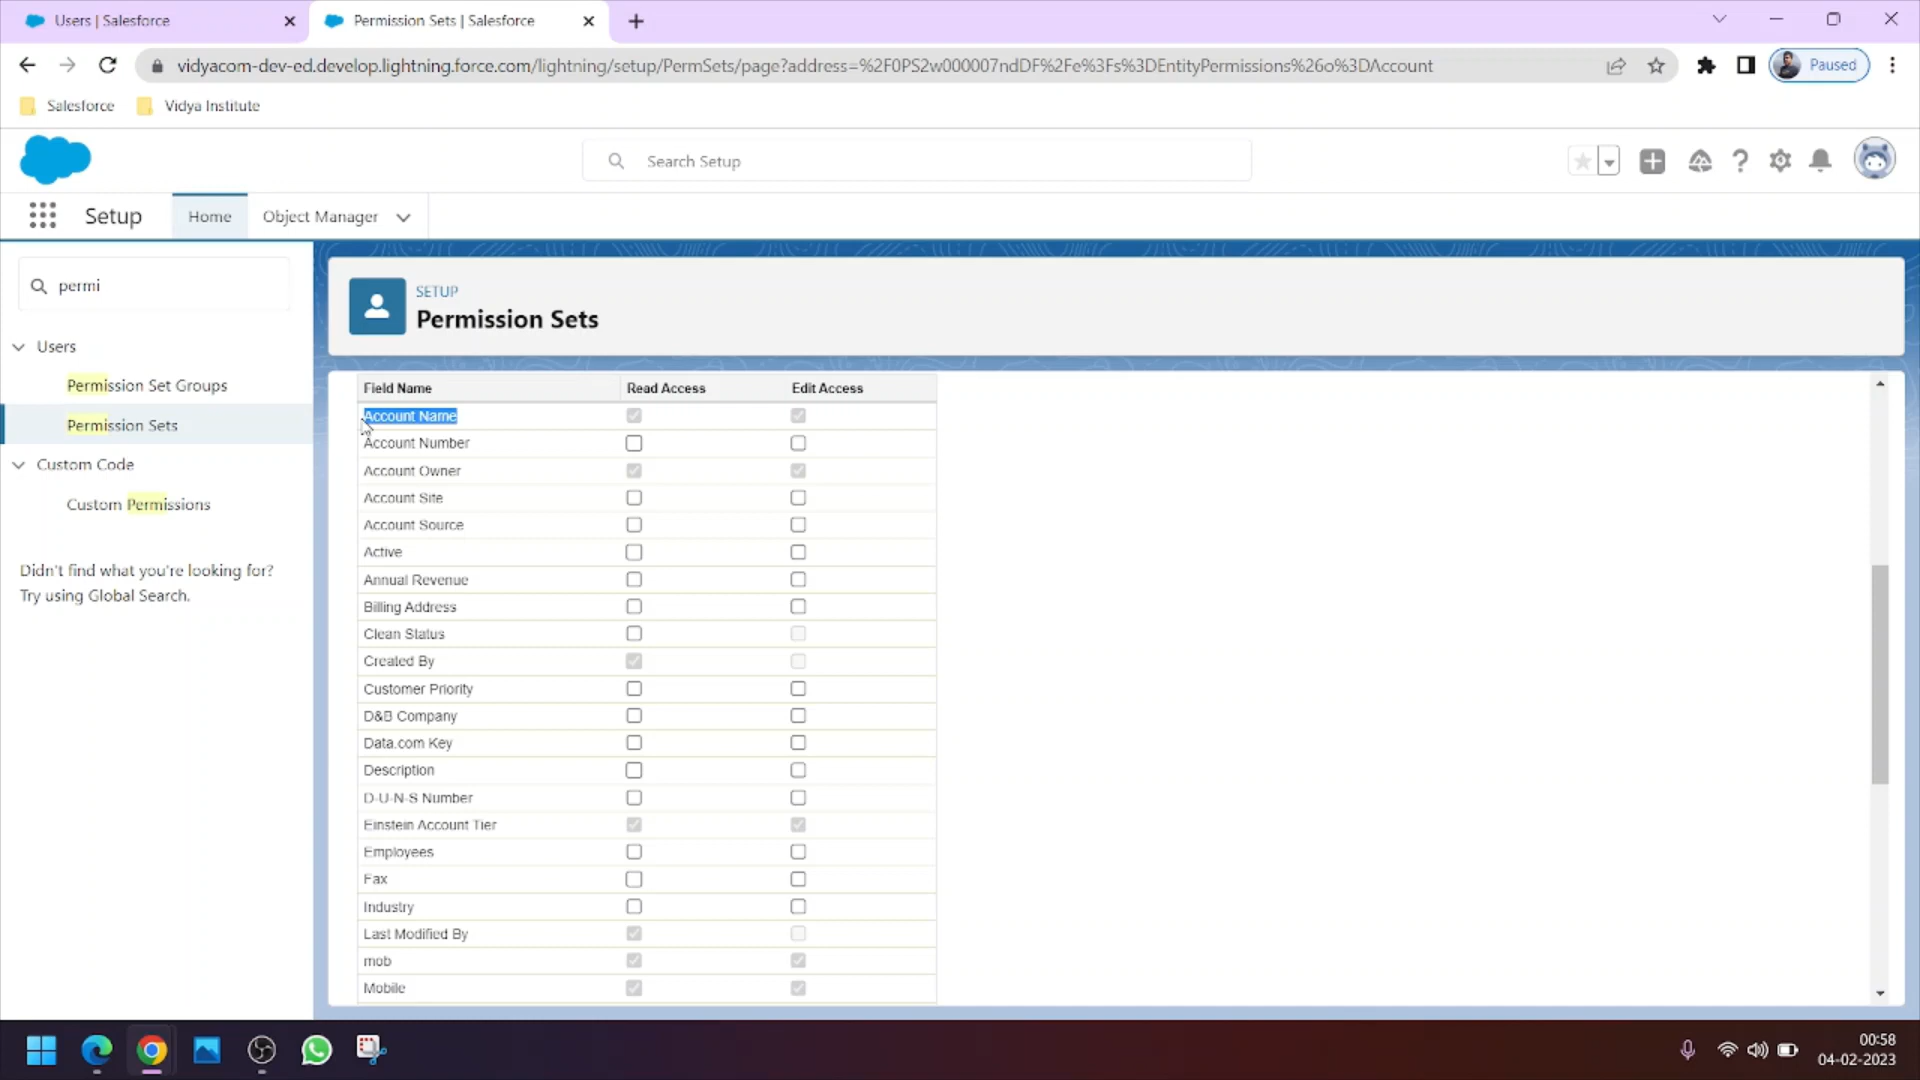 Users | Salesforce
Permission Sets | Salesforce
vidyacom-dev-ed.develop.lightning.force.com/lightning/setup/PermSets/page?address=%2F0PS2w000007ndDF%2Fe%3Fs%3DEntityPermissions%26o%3DAccount
Paused
Salesforce
Vidya Institute
Search Setup
Setup
Home
Object Manager
permi
Users
Permission Set Groups
Permission Sets
Custom Code
Custom Permissions
Didn't find what you're looking for?
Try using Global Search.
SETUP
Permission Sets
Field Name Read Access Edit Access
Account Name
Account Number
Account Owner
Account Site
Account Source
Active
Annual Revenue
Billing Address
Clean Status
Created By
Customer Priority
D&B Company
Data.com Key
Description
D-U-N-S Number
Einstein Account Tier
Employees
Fax
Industry
Last Modified By
mob
Mobile
00:58
04-02-2023